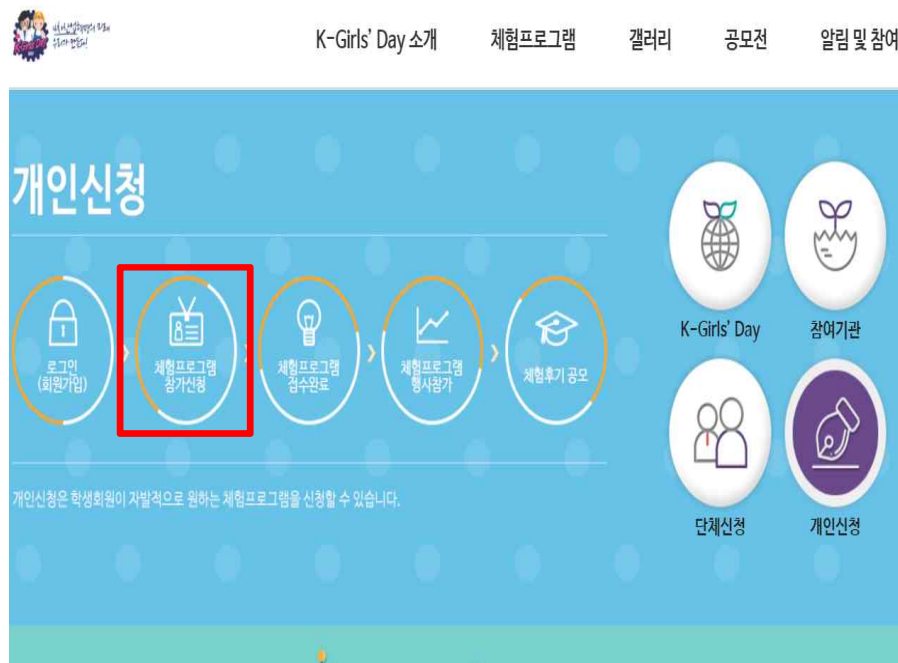 K-Girls' Day
K-Girls' Day 소개
체험프로그램
갤러리
공모전
알림 및 참여
개인신청
로그인
(회원가입)
체험프로그램
참가신청
체험프로그램
접수완료
체험프로그램
행사참가
체험후기 공모
개인신청은 학생회원이 자발적으로 원하는 체험프로그램을 신청할 수 있습니다.
K-Girls' Day
참여기관
단체신청
개인신청